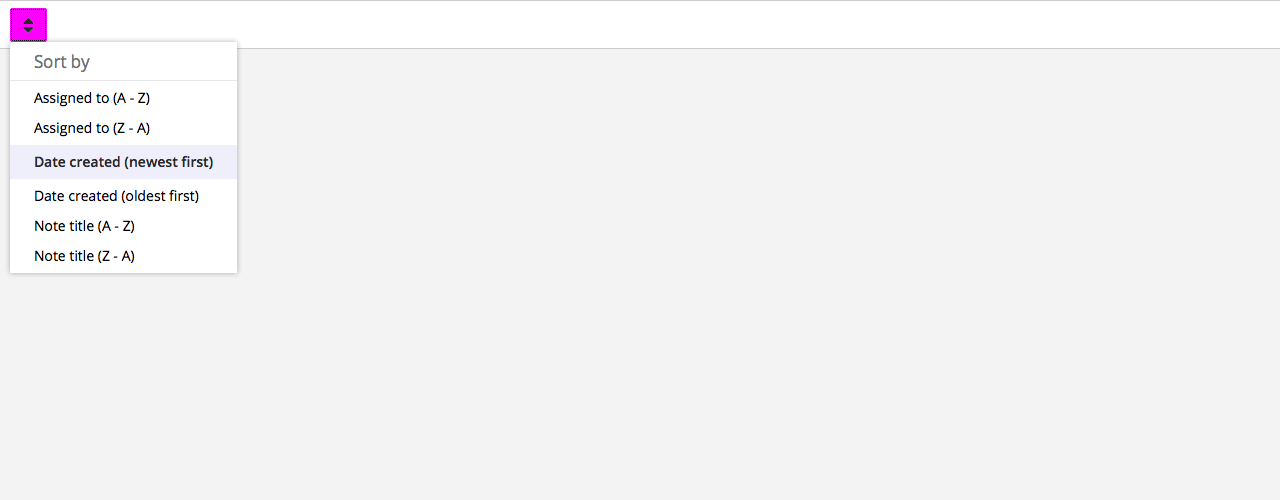 Sort by
Assigned to (A - Z)
Assigned to (Z - A)
Date created (newest first)
Date created (oldest first)
Note title (A - Z)
Note title (Z - A)